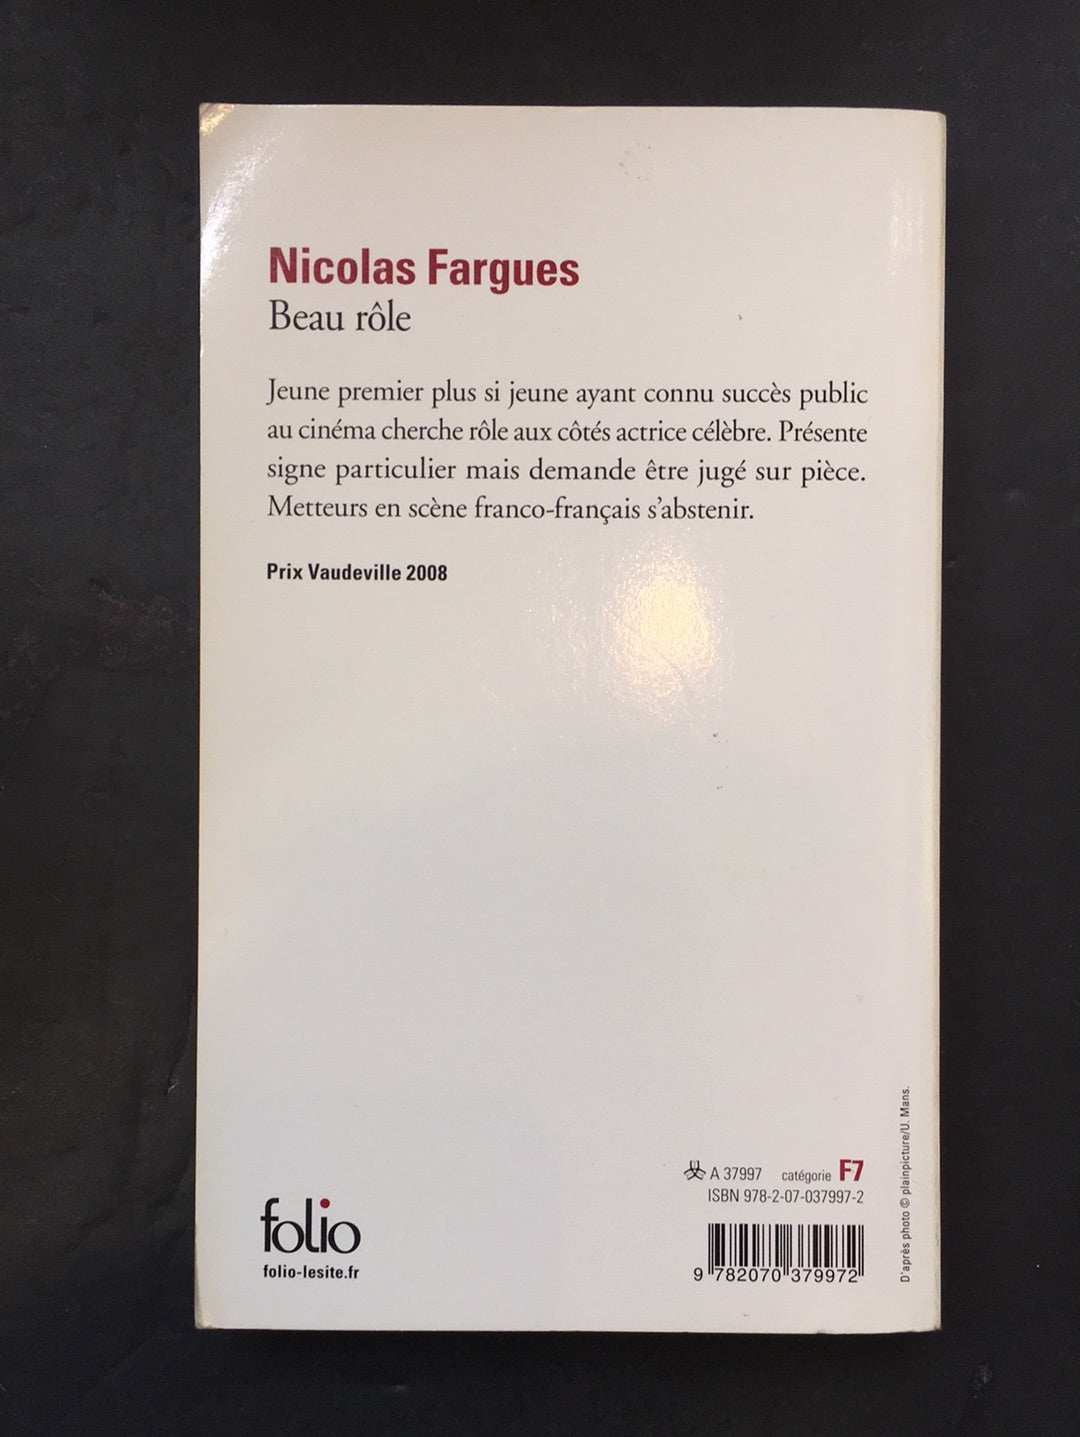 Nicolas Fargues
Beau rôle
Jeune premier plus si jeune ayant connu succès public
au cinéma cherche rôle aux côtés actrice célèbre. Présente
signe particulier mais demande être jugé sur pièce.
Metteurs en scène franco-français s'abstenir.
Prix Vaudeville 2008
A 37997 catégorie F7
ISBN 978-2-07-037997-2
9 782070 379972
folio
folio-lesite.fr
D'après photo © plainpicture/U. Mans.